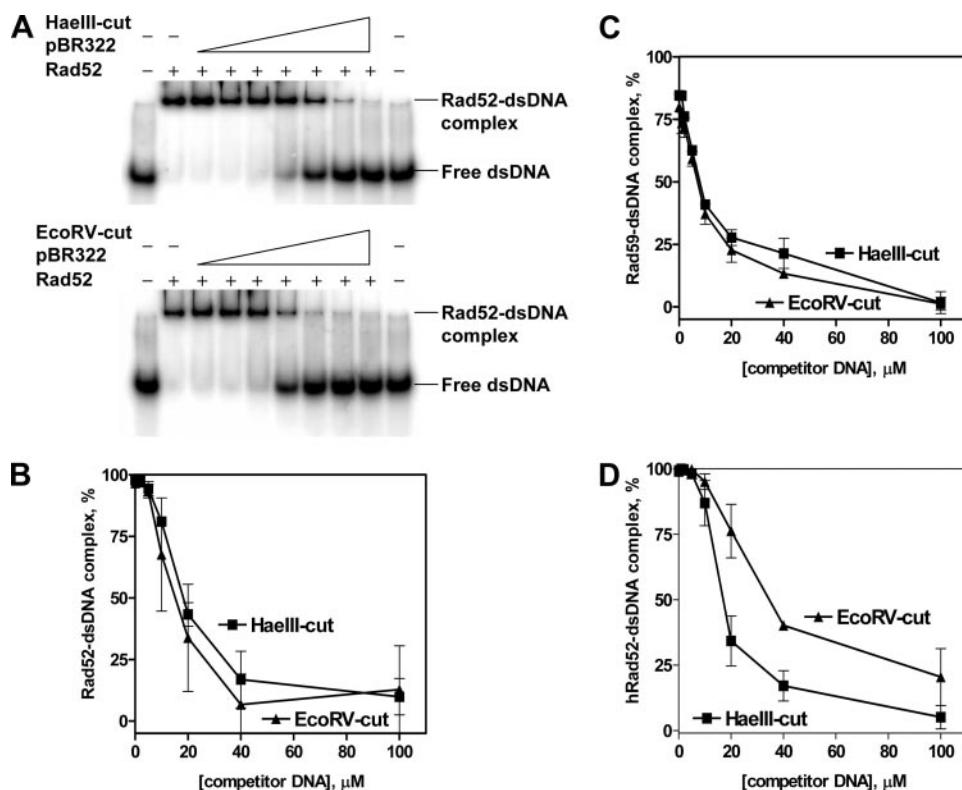 A
HaeIII-cut
pBR322
– –
–
Rad52
– + + + + + + + + –
Rad52-dsDNA
complex
Free dsDNA
EcoRV-cut
pBR322
– –
–
Rad52
– + + + + + + + + –
Rad52-dsDNA
complex
Free dsDNA
B
Rad52-dsDNA complex, %
100
75
50
25
0
HaeIII-cut
EcoRV-cut
0 20 40 60 80 100
[competitor DNA], μM
C
Rad59-dsDNA complex, %
100
75
50
25
0
HaeIII-cut
EcoRV-cut
0 20 40 60 80 100
[competitor DNA], μM
D
hRad52-dsDNA complex, %
100
75
50
25
0
EcoRV-cut
HaeIII-cut
0 20 40 60 80 100
[competitor DNA], μM